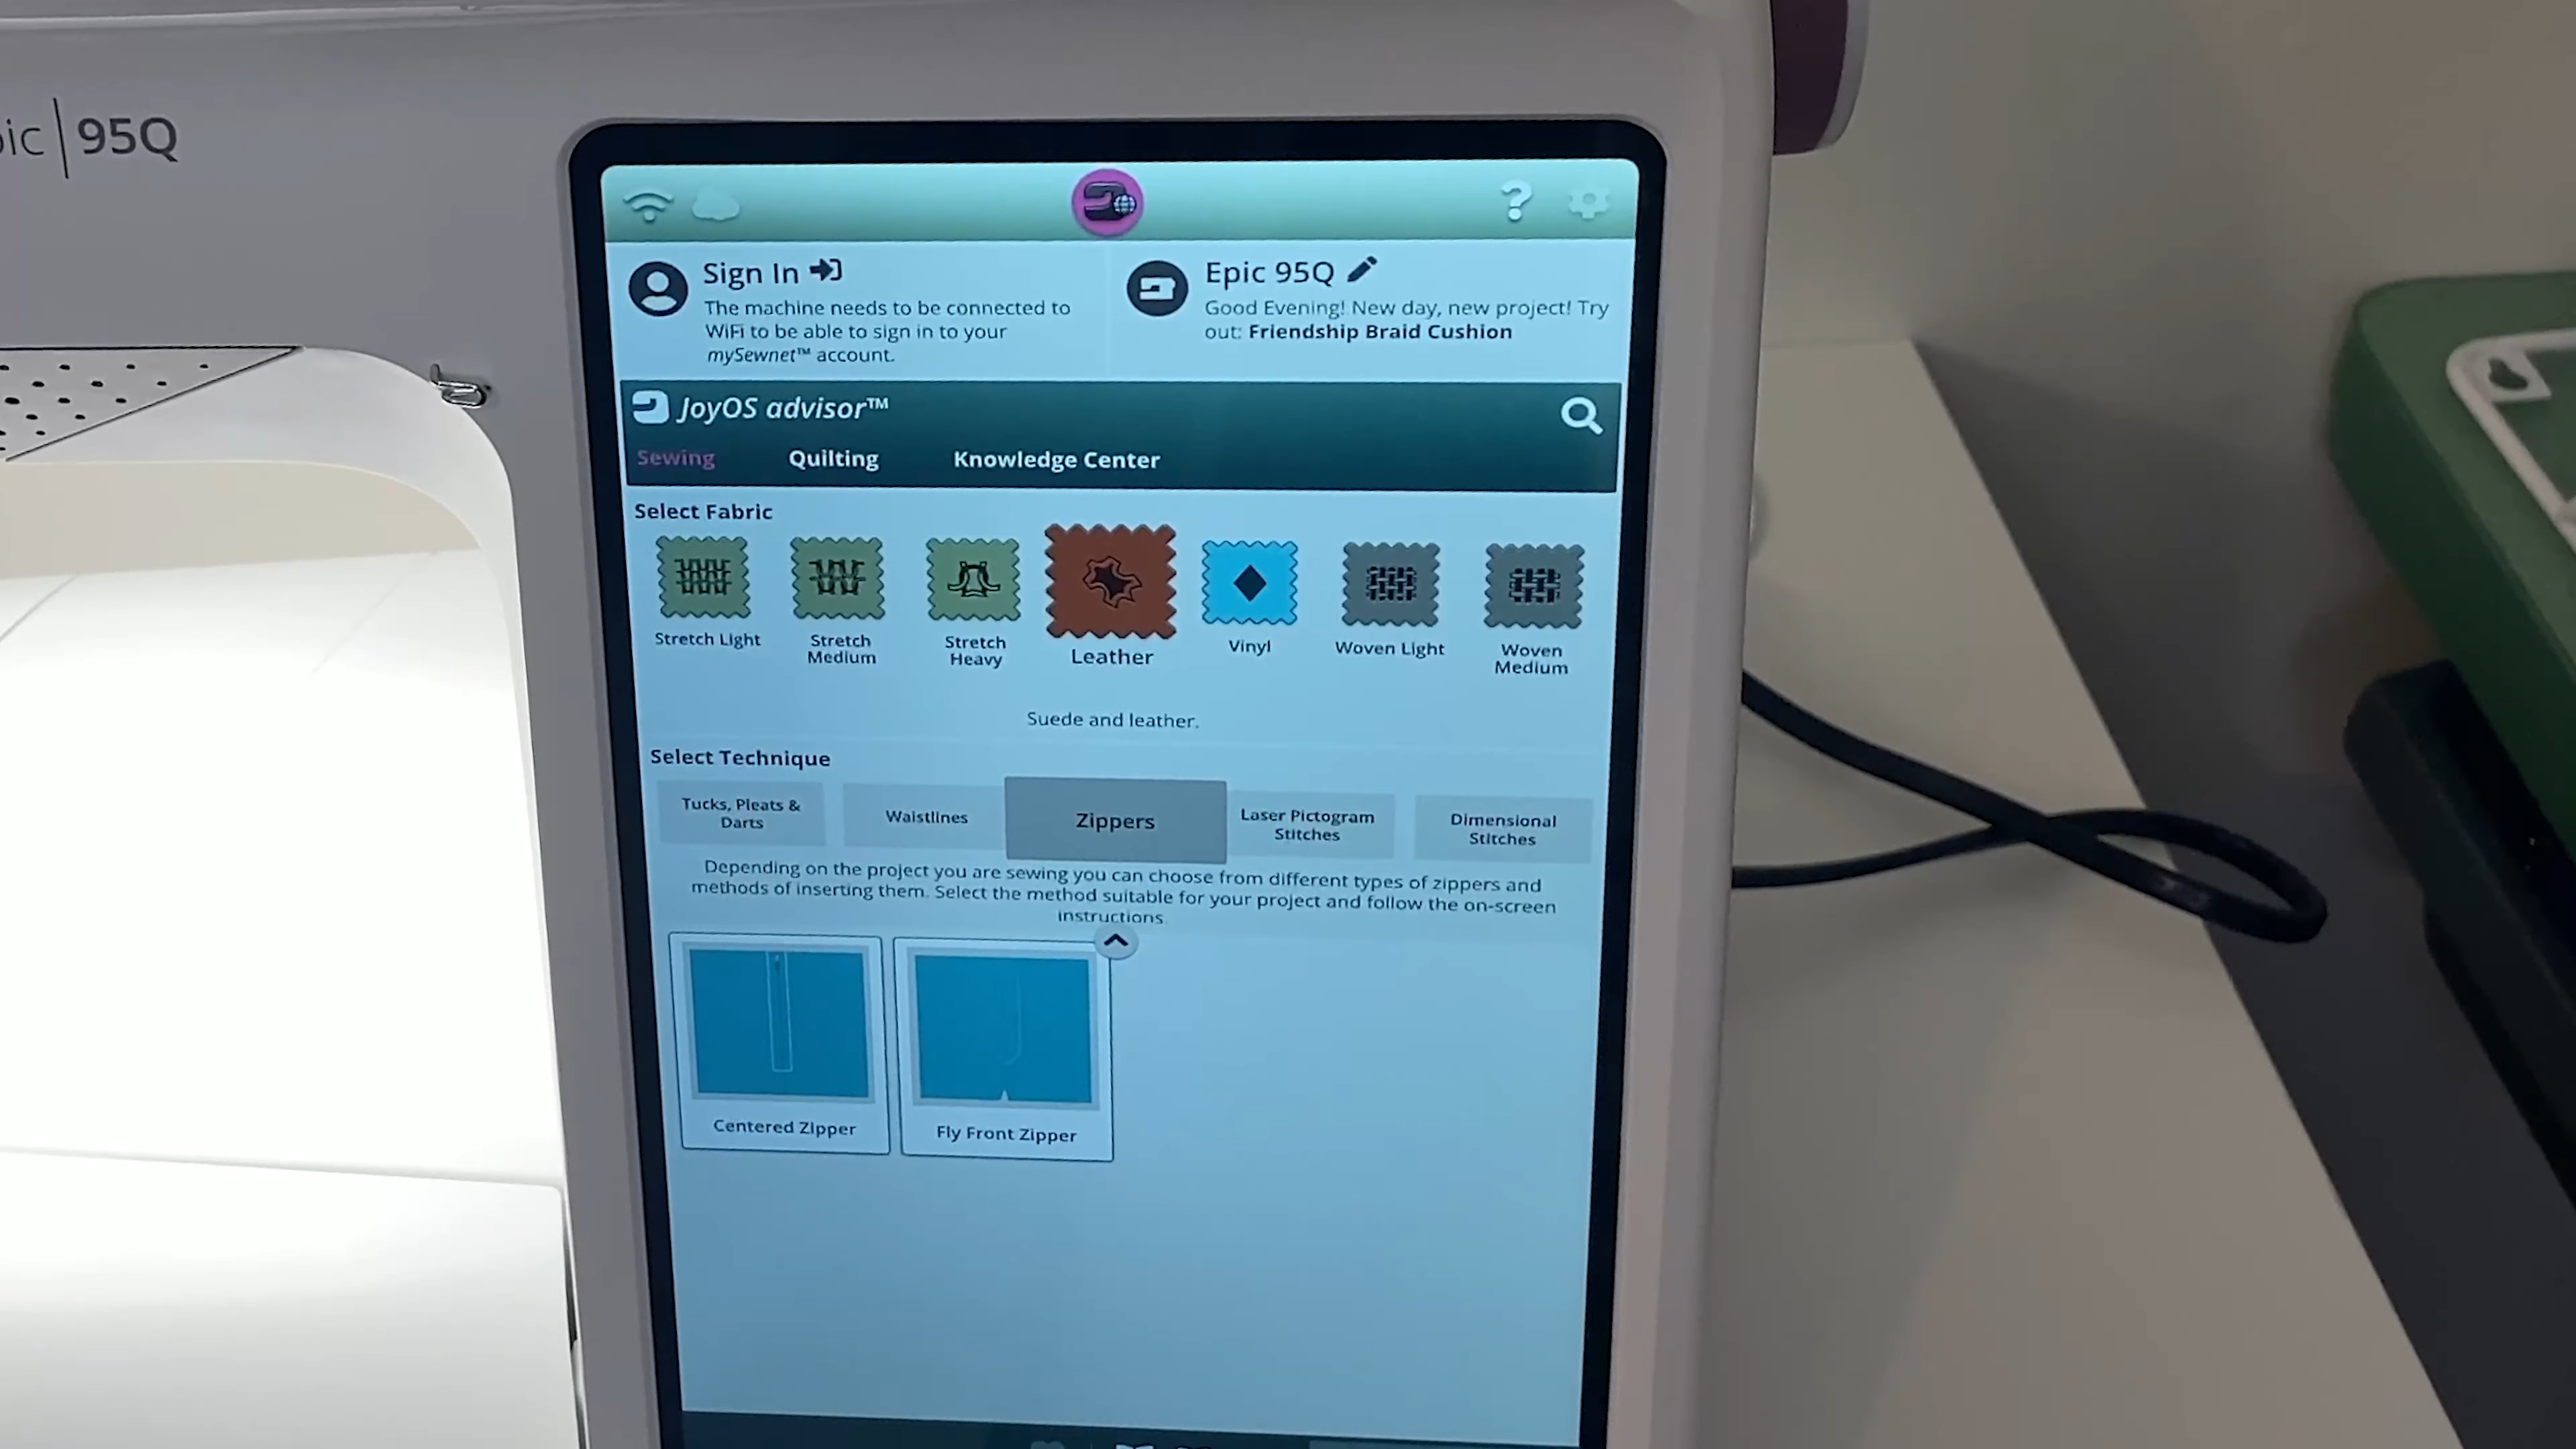 95Q
Sign In
The machine needs to be connected to
WiFi to be able to sign in to your
mySewnet™ account.
Epic 95Q
Good Evening! New day, new project! Try
out: Friendship Braid Cushion
JoyOS advisor™
Sewing Quilting Knowledge Center
Select Fabric
Stretch Light
Stretch
Medium
Stretch
Heavy
Leather
Vinyl
Woven Light
Woven
Medium
Suede and leather.
Select Technique
Tucks, Pleats &
Darts
Waistlines
Zippers
Laser Pictogram
Stitches
Dimensional
Stitches
Depending on the project you are sewing you can choose from different types of zippers and
methods of inserting them. Select the method suitable for your project and follow the on-screen
instructions.
Centered Zipper
Fly Front Zipper